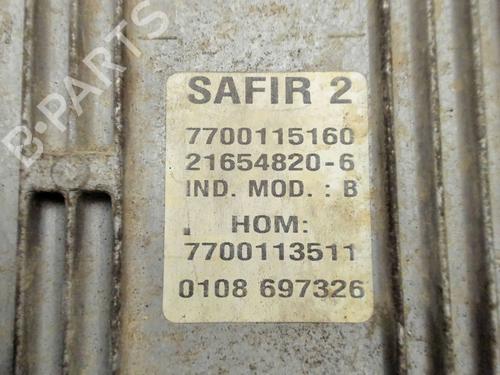 B-PARTS
SAFIR 2
7700115160
21654820-6
IND. MOD. : B
. HOM:
7700113511
0108 697326